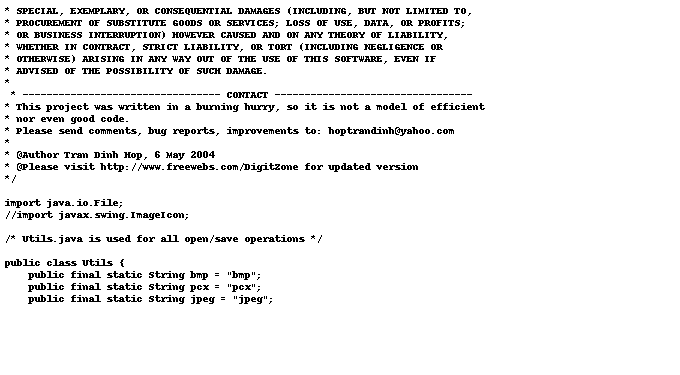 * SPECIAL, EXEMPLARY, OR CONSEQUENTIAL DAMAGES (INCLUDING, BUT NOT LIMITED TO,
* PROCUREMENT OF SUBSTITUTE GOODS OR SERVICES; LOSS OF USE, DATA, OR PROFITS;
* OR BUSINESS INTERRUPTION) HOWEVER CAUSED AND ON ANY THEORY OF LIABILITY,
* WHETHER IN CONTRACT, STRICT LIABILITY, OR TORT (INCLUDING NEGLIGENCE OR
* OTHERWISE) ARISING IN ANY WAY OUT OF THE USE OF THIS SOFTWARE, EVEN IF
* ADVISED OF THE POSSIBILITY OF SUCH DAMAGE.
*
* --------------------------------- CONTACT ---------------------------------
* This project was written in a burning hurry, so it is not a model of efficient
* nor even good code.
* Please send comments, bug reports, improvements to: hoptrandinh@yahoo.com
*
* @Author Tran Dinh Hop, 6 May 2004
* @Please visit http://www.freewebs.com/DigitZone for updated version
*/
import java.io.File;
//import javax.swing.ImageIcon;
/* Utils.java is used for all open/save operations */
public class Utils {
    public final static String bmp = "bmp";
    public final static String pcx = "pcx";
    public final static String jpeg = "jpeg";